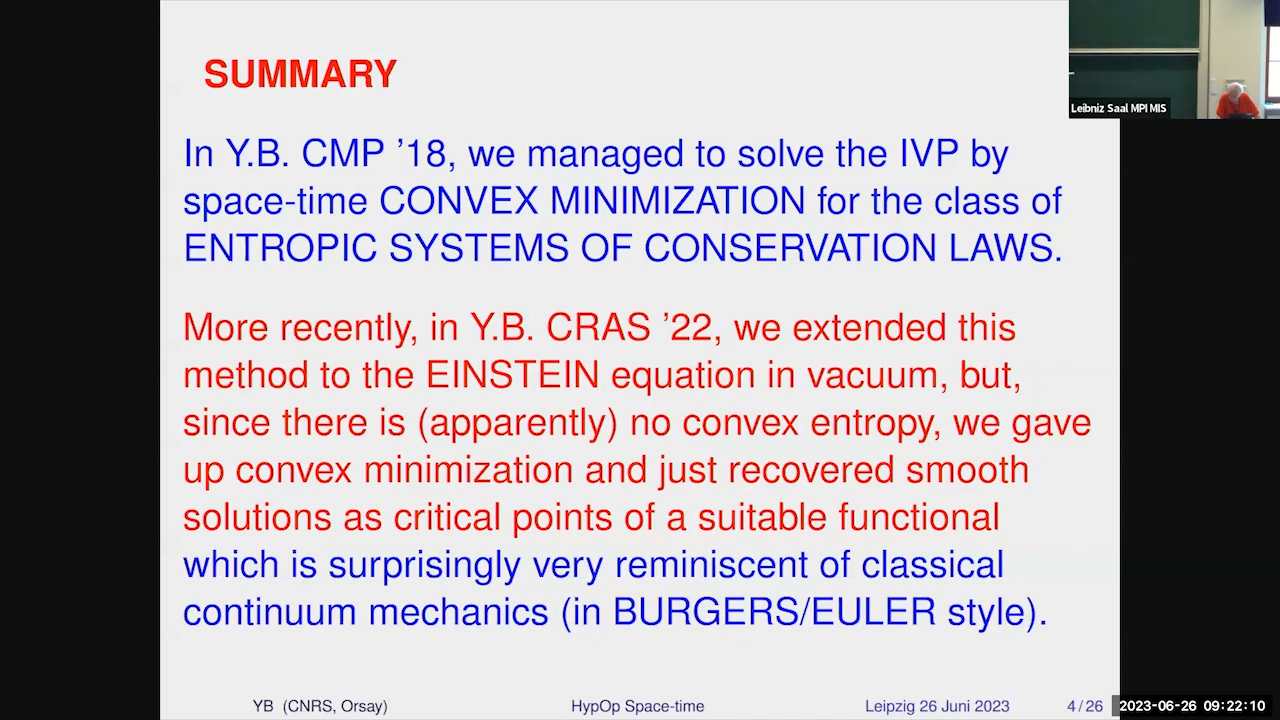 SUMMARY
Leibniz Saal MPI MIS
In Y.B. CMP ’18, we managed to solve the IVP by
space-time CONVEX MINIMIZATION for the class of
ENTROPIC SYSTEMS OF CONSERVATION LAWS.
More recently, in Y.B. CRAS ’22, we extended this
method to the EINSTEIN equation in vacuum, but,
since there is (apparently) no convex entropy, we gave
up convex minimization and just recovered smooth
solutions as critical points of a suitable functional
which is surprisingly very reminiscent of classical
continuum mechanics (in BURGERS/EULER style).
YB (CNRS, Orsay) HypOp Space-time Leipzig 26 Juni 2023 4 / 26 2023-06-26 09:22:10